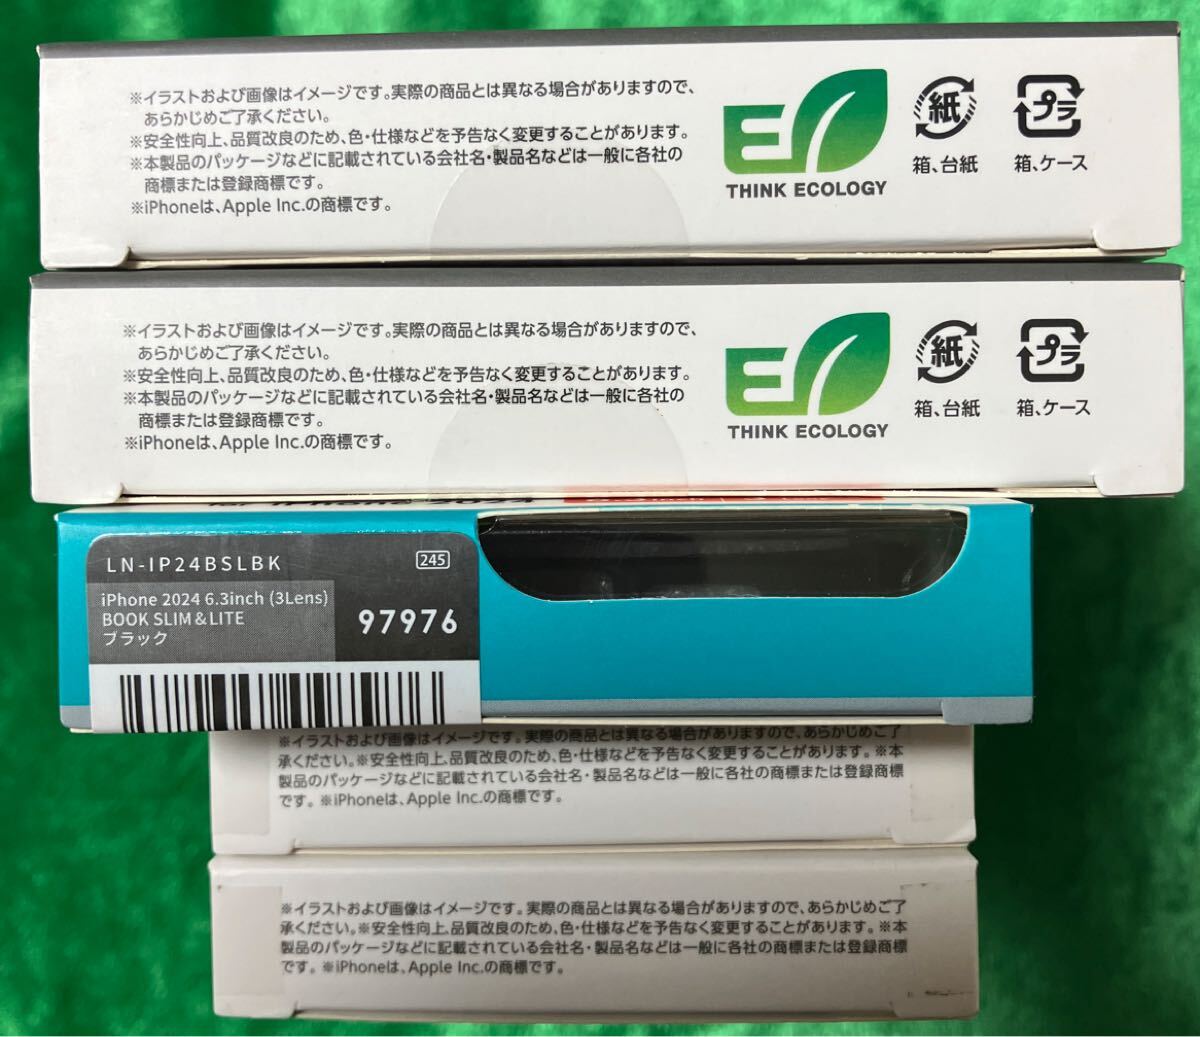 ※イラストおよび画像はイメージです。実際の商品とは異なる場合がありますので、
あらかじめご了承ください。
※安全性向上、品質改良のため、色・仕様などを予告なく変更することがあります。
※本製品のパッケージなどに記載されている会社名・製品名などは一般に各社の
商標または登録商標です。
※iPhoneは、Apple Inc.の商標です。
THINK ECOLOGY
紙
箱、台紙
プラ
箱、ケース
※イラストおよび画像はイメージです。実際の商品とは異なる場合がありますので、
あらかじめご了承ください。
※安全性向上、品質改良のため、色・仕様などを予告なく変更することがあります。
※本製品のパッケージなどに記載されている会社名・製品名などは一般に各社の
商標または登録商標です。
※iPhoneは、Apple Inc.の商標です。
THINK ECOLOGY
紙
箱、台紙
プラ
箱、ケース
for iPhone 2024
LN-IP24BSLBK
245
iPhone 2024 6.3inch (3Lens)
BOOK SLIM&LITE
ブラック
97976
※イラストおよび画像はイメージです。実際の商品とは異なる場合がありますので、あらかじめご了
承ください。※安全性向上、品質改良のため、色・仕様などを予告なく変更することがあります。※本
製品のパッケージなどに記載されている会社名・製品名などは一般に各社の商標または登録商標
です。※iPhoneは、Apple Inc.の商標です。
※イラストおよび画像はイメージです。実際の商品とは異なる場合がありますので、あらかじめご了
承ください。※安全性向上、品質改良のため、色・仕様などを予告なく変更することがあります。※本
製品のパッケージなどに記載されている会社名・製品名などは一般に各社の商標または登録商標
です。※iPhoneは、Apple Inc.の商標です。